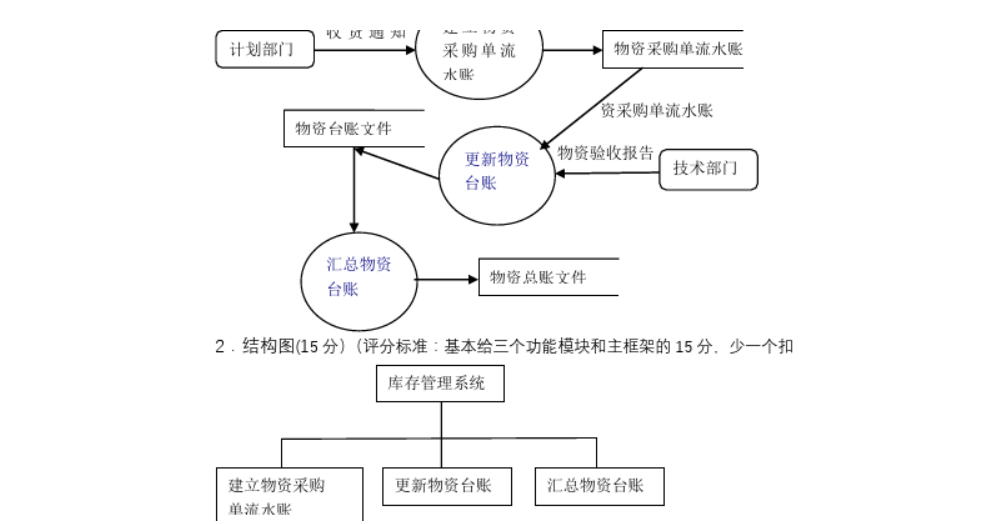 收货通知
计划部门
建立物资
采购单流
水账
物资采购单流水账
资采购单流水账
物资台账文件
更新物资
台账
物资验收报告
技术部门
汇总物资
台账
物资总账文件
2．结构图(15 分)（评分标准：基本给三个功能模块和主框架的 15 分，少一个扣
库存管理系统
建立物资采购
单流水账
更新物资台账
汇总物资台账